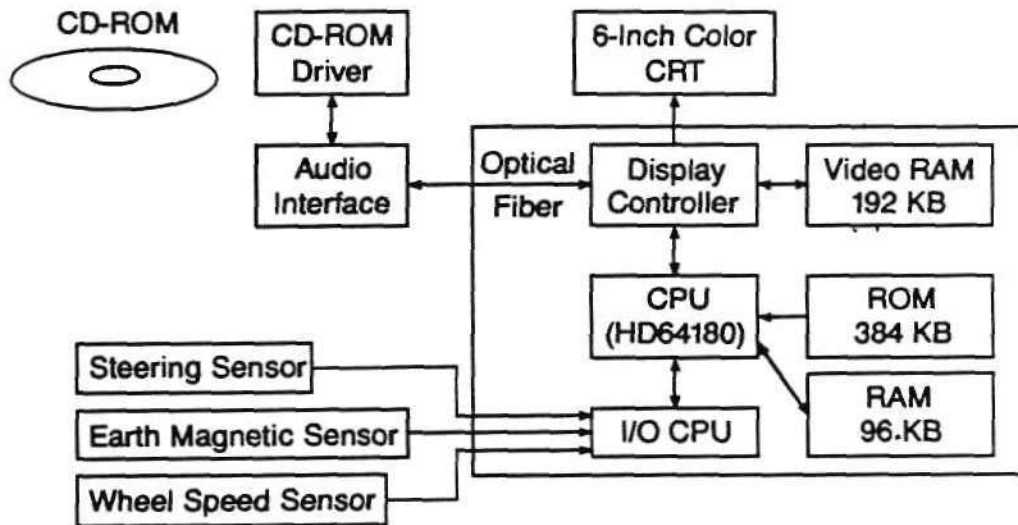 CD-ROM
CD-ROM
Driver
6-Inch Color
CRT
Audio
Interface
Optical
Fiber
Display
Controller
Video RAM
192 KB
CPU
(HD64180)
ROM
384 KB
Steering Sensor
Earth Magnetic Sensor
Wheel Speed Sensor
I/O CPU
RAM
96 KB